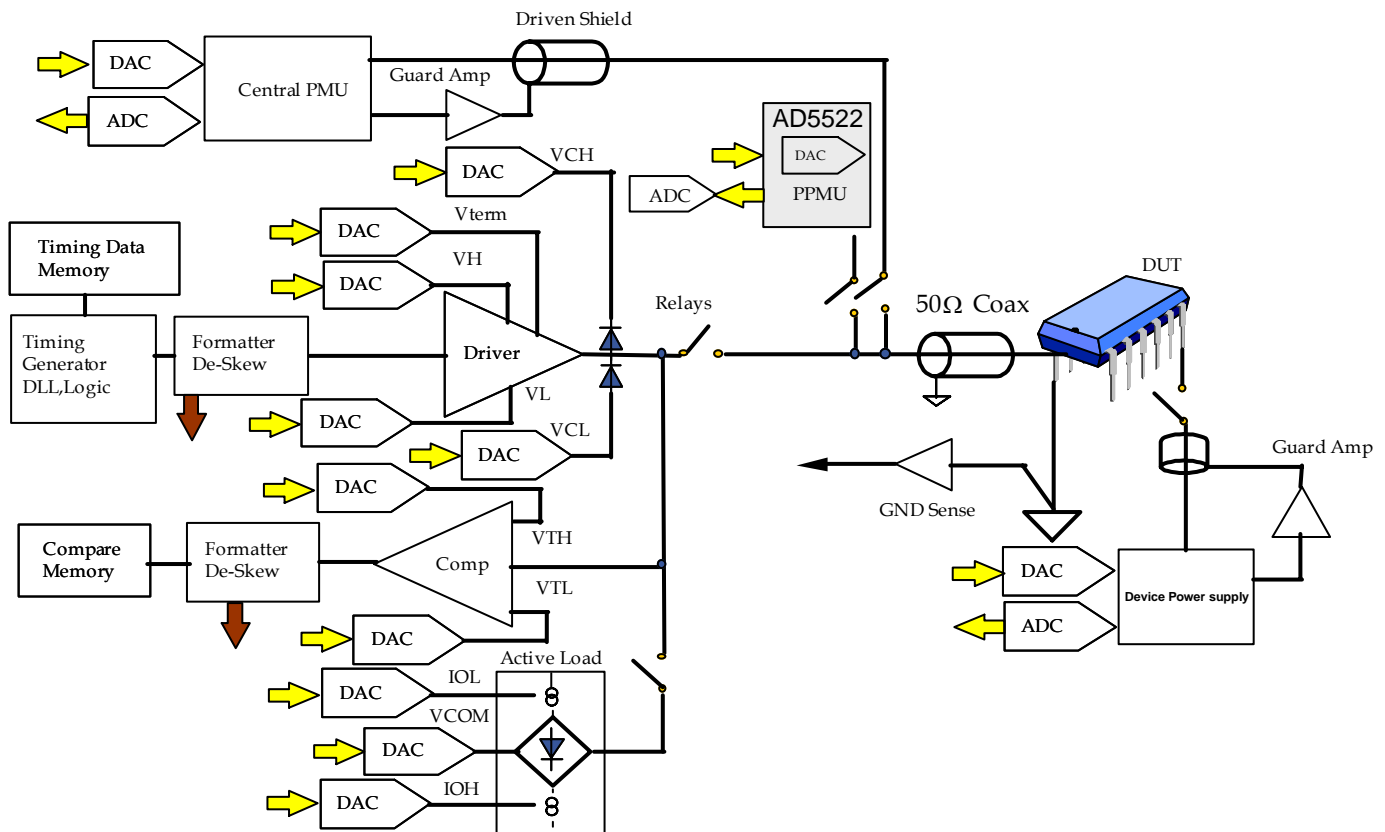 Driven Shield
DAC
Central PMU
Guard Amp
ADC
AD5522
DAC
PPMU
ADC
DAC
VCH
Vterm
DAC
VH
DAC
Timing Data
Memory
Timing
Generator
DLL,Logic
Formatter
De-Skew
Driver
VL
DAC
VCL
DAC
Relays
50Ω Coax
DUT
Guard Amp
GND Sense
DAC
VTH
Compare
Memory
Formatter
De-Skew
Comp
VTL
DAC
DAC
ADC
Device Power supply
Active Load
DAC
IOL
VCOM
DAC
IOH
DAC